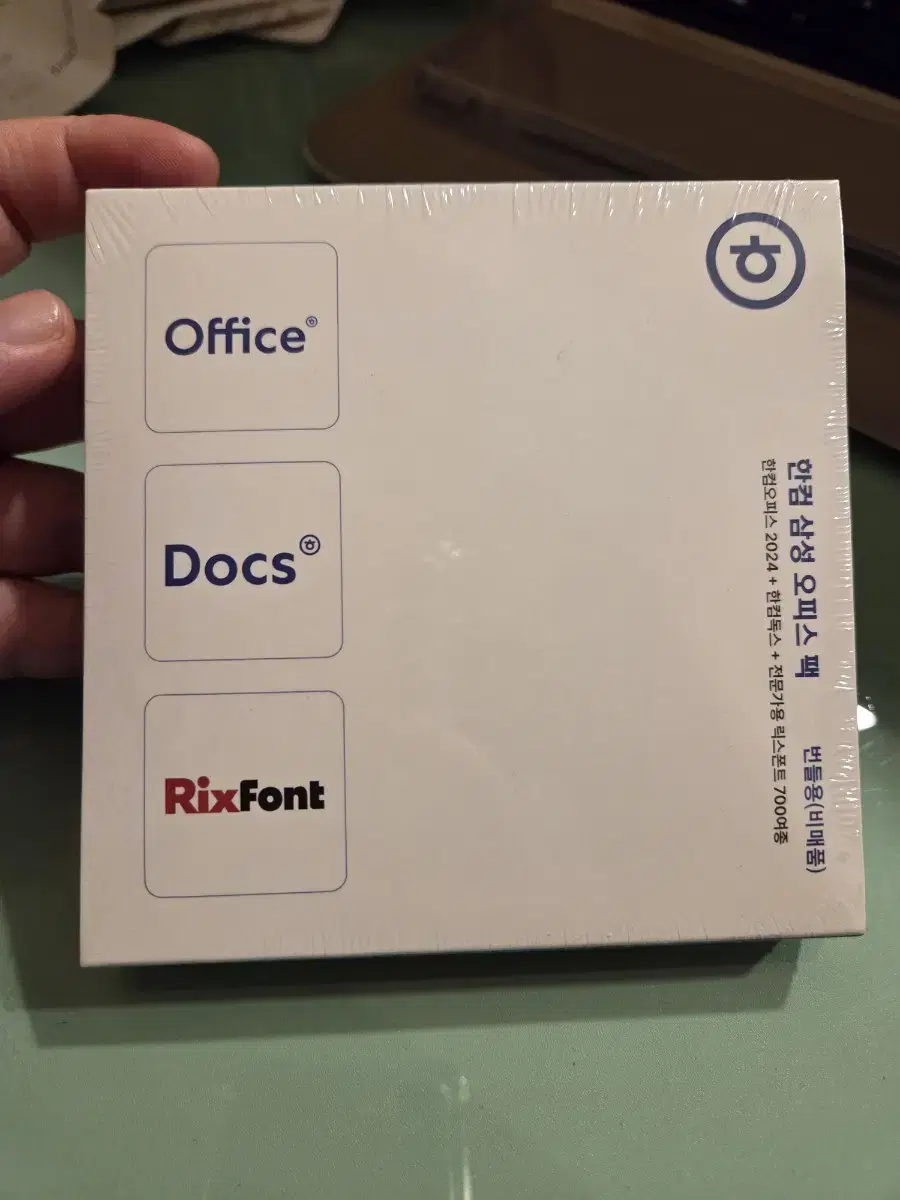 Office
Docs
RixFont
한컴 삼성 오피스 팩
번들용(비매품)
한컴오피스 2024 + 한컴독스 + 전문가용 릭스폰트 700여종